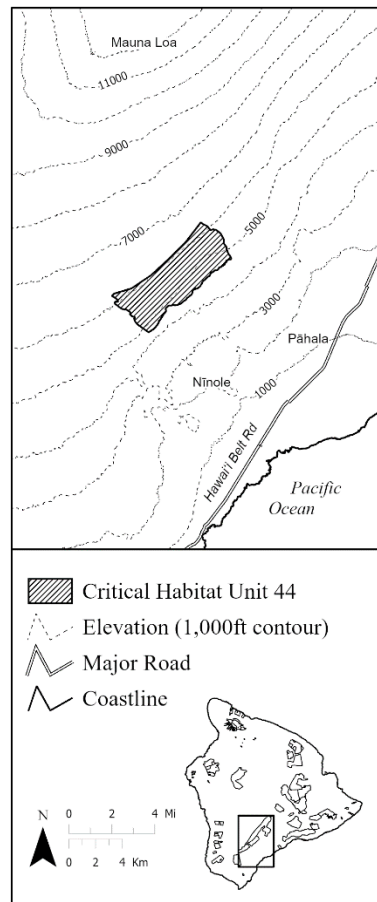 Mauna Loa
11000
9000
7000
5000
3000
Pāhala
Nīnole
1000
Hawai'i Belt Rd
Pacific
Ocean
Critical Habitat Unit 44
Elevation (1,000ft contour)
Major Road
Coastline
N
0 2 4 Mi
0 2 4 Km